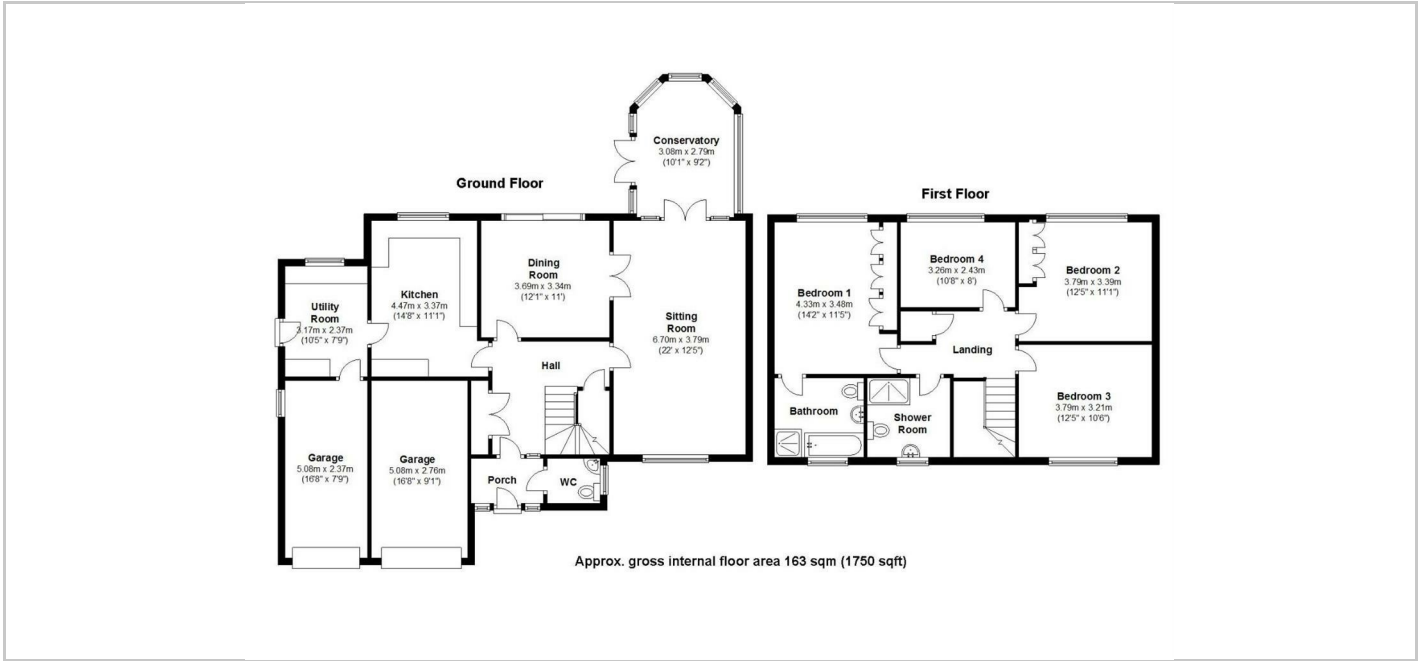 Ground Floor
Conservatory
3.08m x 2.79m
(10'1" x 9'2")
Dining
Room
3.69m x 3.34m
(12'1" x 11')
Kitchen
4.47m x 3.37m
(14'8" x 11'1")
Utility
Room
3.17m x 2.37m
(10'5" x 7'9")
Sitting
Room
6.70m x 3.79m
(22' x 12'5")
Hall
Garage
5.08m x 2.37m
(16'8" x 7'9")
Garage
5.08m x 2.76m
(16'8" x 9'1")
Porch
WC
First Floor
Bedroom 1
4.33m x 3.48m
(14'2" x 11'5")
Bedroom 4
3.26m x 2.43m
(10'8" x 8')
Bedroom 2
3.79m x 3.39m
(12'5" x 11'1")
Landing
Bedroom 3
3.79m x 3.21m
(12'5" x 10'6")
Bathroom
Shower
Room
Approx. gross internal floor area 163 sqm (1750 sqft)